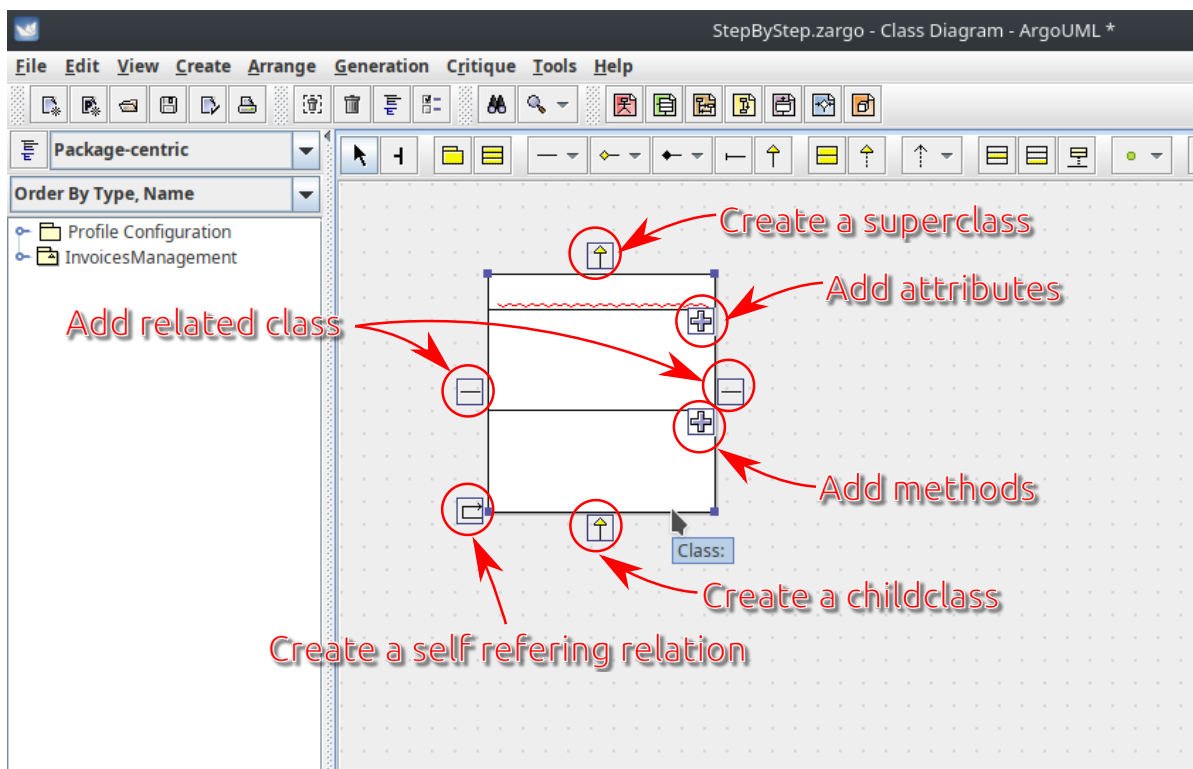 StepByStep.zargo - Class Diagram - ArgoUML *
File Edit View Create Arrange Generation Critique Tools Help
Package-centric
Order By Type, Name
Profile Configuration
InvoicesManagement
Create a superclass
Add attributes
Add related class
Add methods
Class:
Create a childclass
Create a self refering relation